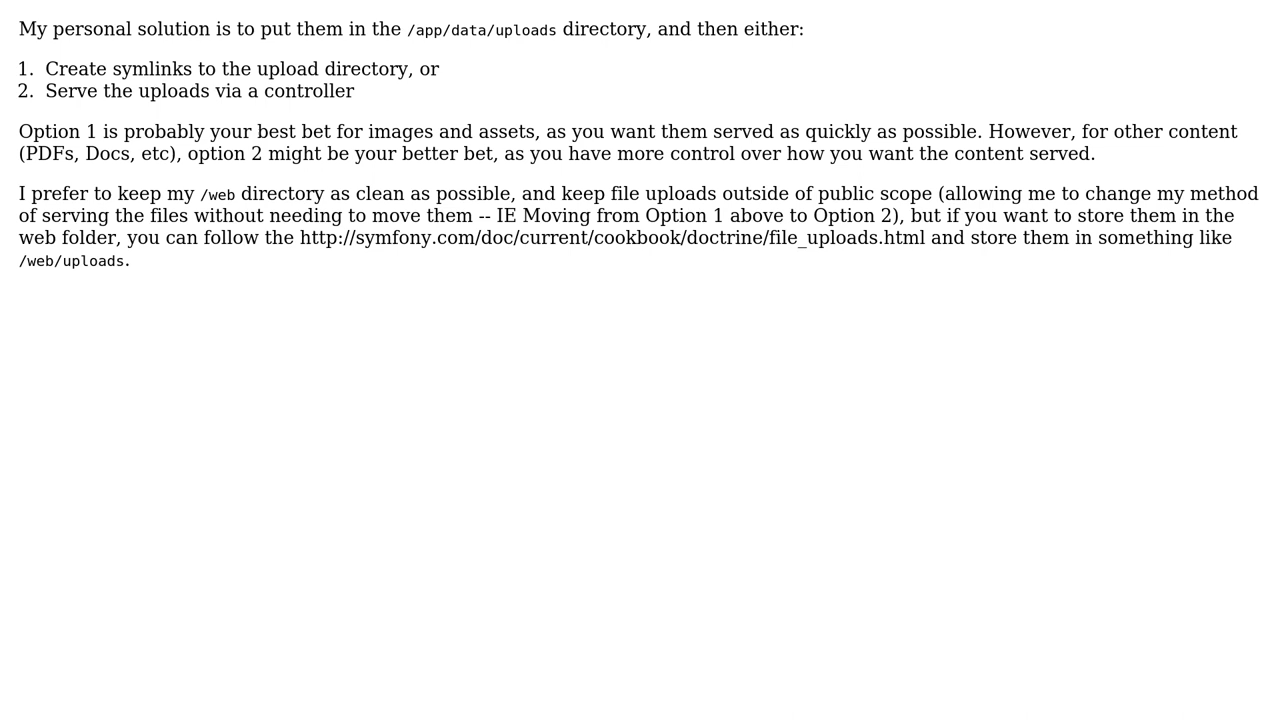 My personal solution is to put them in the /app/data/uploads directory, and then either:
1. Create symlinks to the upload directory, or
2. Serve the uploads via a controller
Option 1 is probably your best bet for images and assets, as you want them served as quickly as possible. However, for other content
(PDFs, Docs, etc), option 2 might be your better bet, as you have more control over how you want the content served.
I prefer to keep my /web directory as clean as possible, and keep file uploads outside of public scope (allowing me to change my method
of serving the files without needing to move them -- IE Moving from Option 1 above to Option 2), but if you want to store them in the
web folder, you can follow the http://symfony.com/doc/current/cookbook/doctrine/file_uploads.html and store them in something like
/web/uploads.